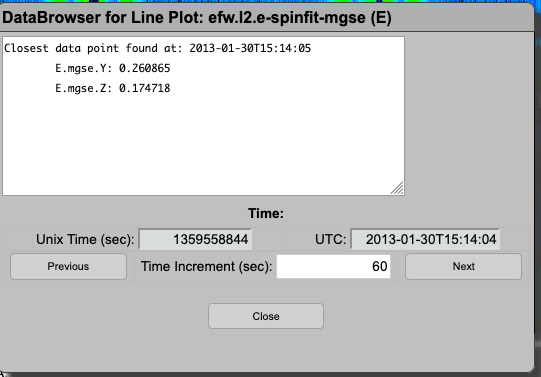 DataBrowser for Line Plot: efw.l2.e-spinfit-mgse (E)
Closest data point found at: 2013-01-30T15:14:05
E.mgse.Y: 0.260865
E.mgse.Z: 0.174718
Time:
Unix Time (sec): 1359558844 UTC: 2013-01-30T15:14:04
Previous Time Increment (sec): 60 Next
Close